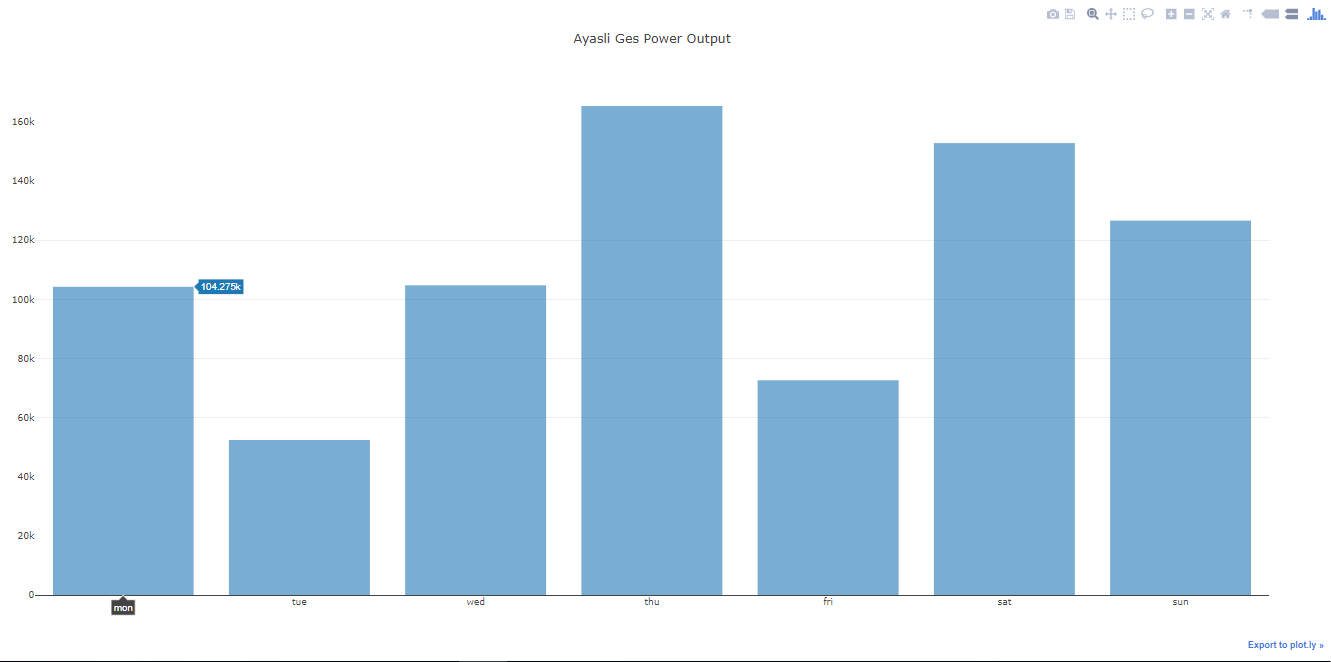 Ayasli Ges Power Output
160k
140k
120k
100k
104.275k
80k
60k
40k
20k
0
mon tue wed thu fri sat sun
Export to plot.ly »